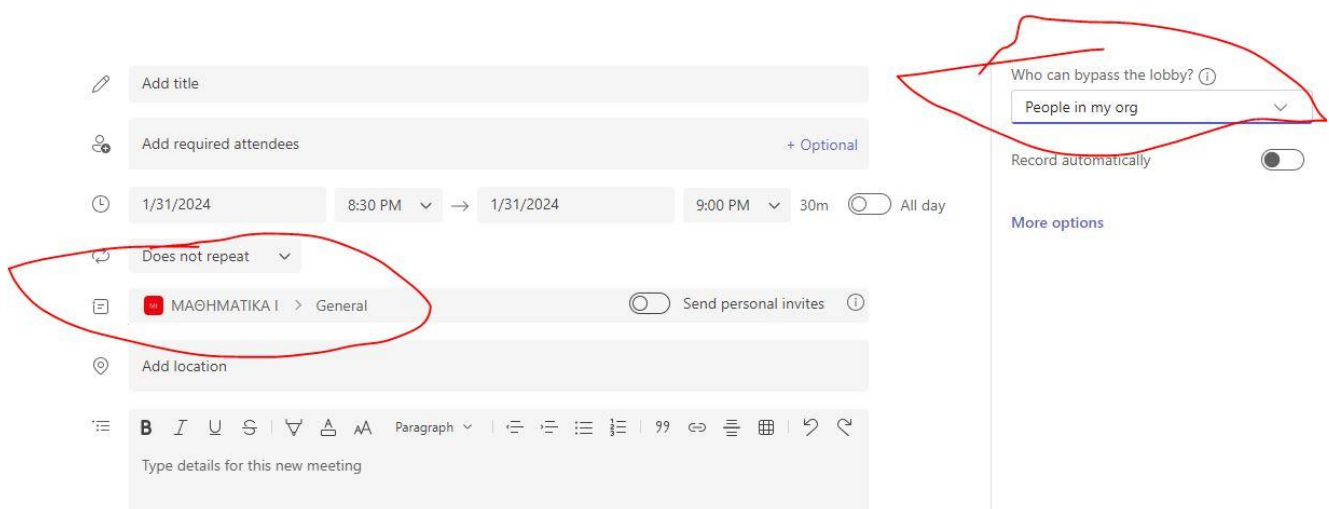 Add title
Add required attendees + Optional
1/31/2024 8:30 PM → 1/31/2024 9:00 PM 30m All day
Does not repeat
ΜΑΘΗΜΑΤΙΚΑ Ι > General Send personal invites
Add location
B I U S A AA Paragraph 99
Type details for this new meeting
Who can bypass the lobby?
People in my org
Record automatically
More options